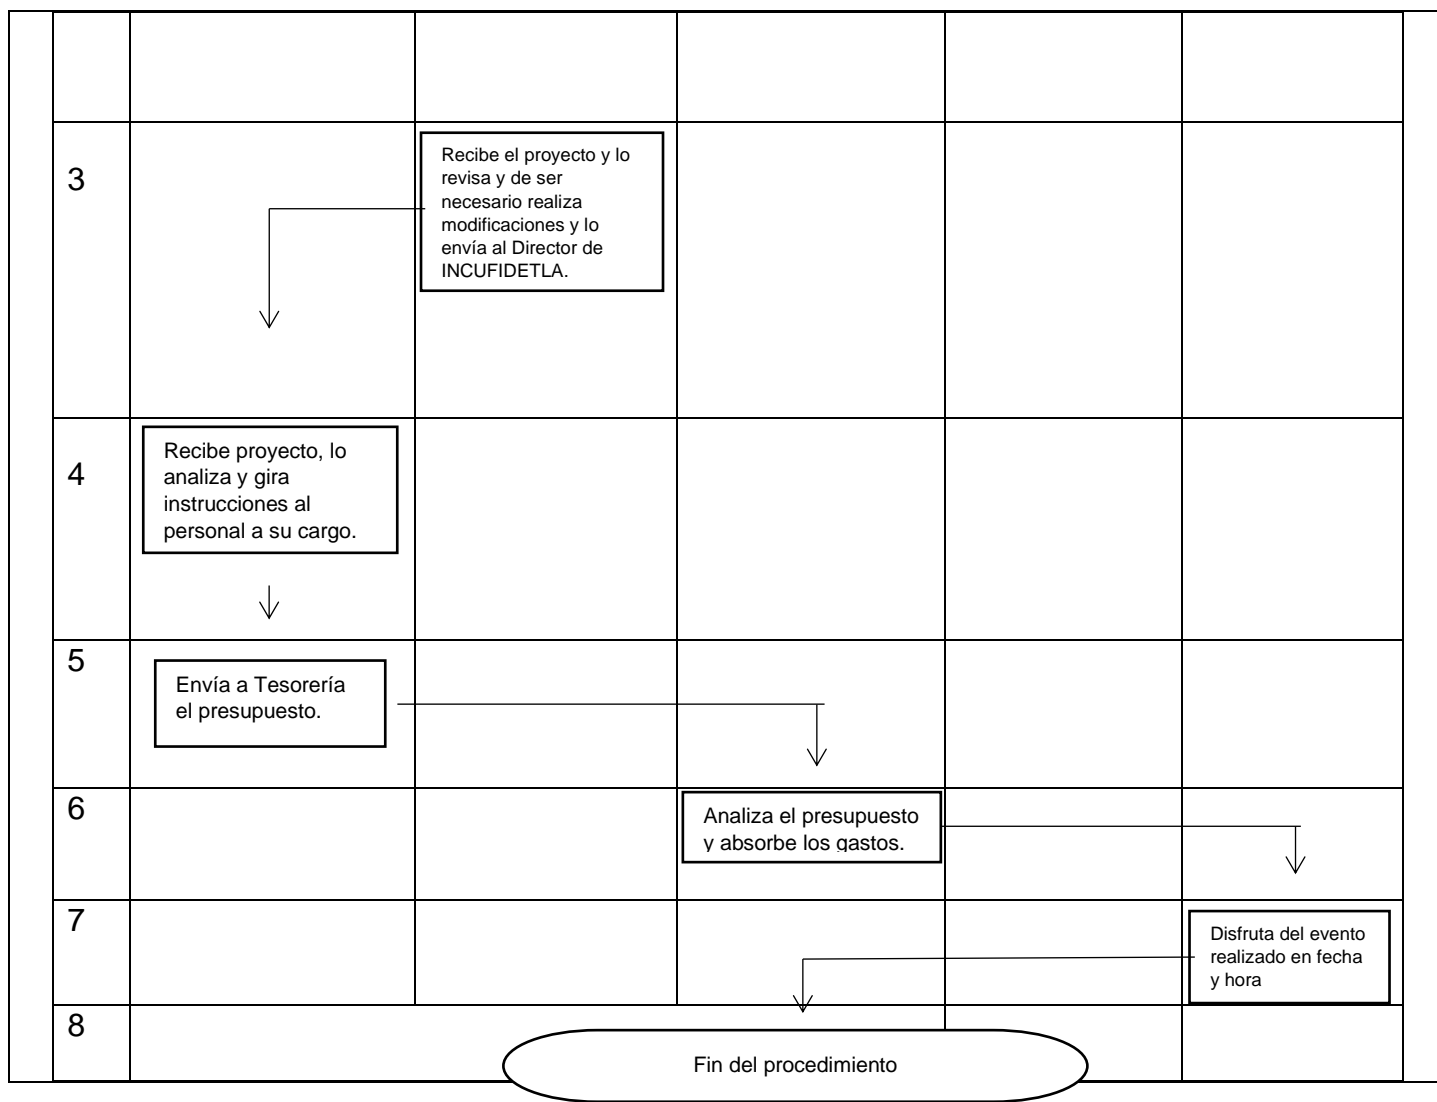 3
Recibe el proyecto y lo
revisa y de ser
necesario realiza
modificaciones y lo
envía al Director de
INCUFIDETLA.
4
Recibe proyecto, lo
analiza y gira
instrucciones al
personal a su cargo.
5
Envía a Tesorería
el presupuesto.
6
Analiza el presupuesto
y absorbe los gastos.
7
Disfruta del evento
realizado en fecha
y hora
8
Fin del procedimiento